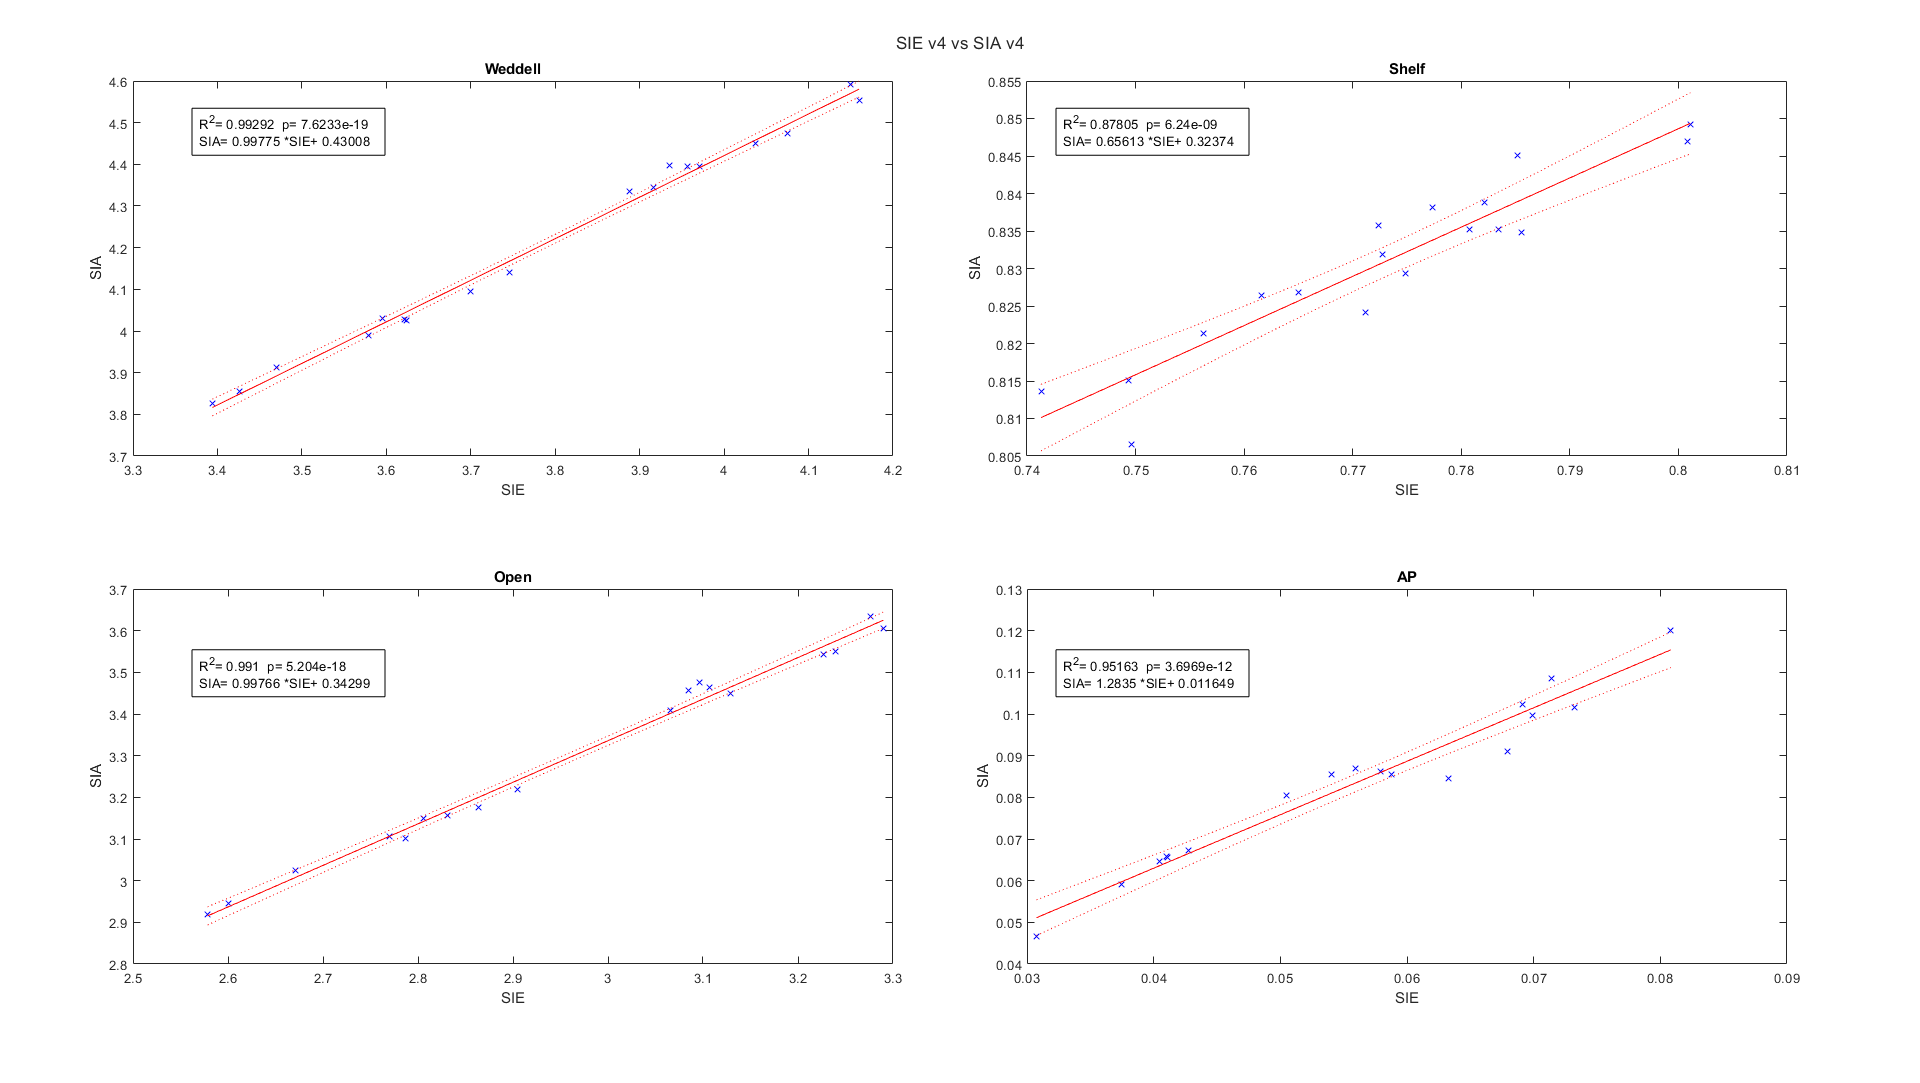 SIE v4 vs SIA v4
Weddell
R2= 0.99292 p= 7.6233e-19
SIA= 0.99775 *SIE+ 0.43008
4.6
4.5
4.4
4.3
4.2
4.1
4
3.9
3.8
3.7
SIA
3.3 3.4 3.5 3.6 3.7 3.8 3.9 4 4.1 4.2
SIE
Shelf
R2= 0.87805 p= 6.24e-09
SIA= 0.65613 *SIE+ 0.32374
0.855
0.85
0.845
0.84
0.835
0.83
0.825
0.82
0.815
0.81
0.805
SIA
0.74 0.75 0.76 0.77 0.78 0.79 0.8 0.81
SIE
Open
R2= 0.991 p= 5.204e-18
SIA= 0.99766 *SIE+ 0.34299
3.7
3.6
3.5
3.4
3.3
3.2
3.1
3
2.9
2.8
SIA
2.5 2.6 2.7 2.8 2.9 3 3.1 3.2 3.3
SIE
AP
R2= 0.95163 p= 3.6969e-12
SIA= 1.2835 *SIE+ 0.011649
0.13
0.12
0.11
0.1
0.09
0.08
0.07
0.06
0.05
0.04
SIA
0.03 0.04 0.05 0.06 0.07 0.08 0.09
SIE